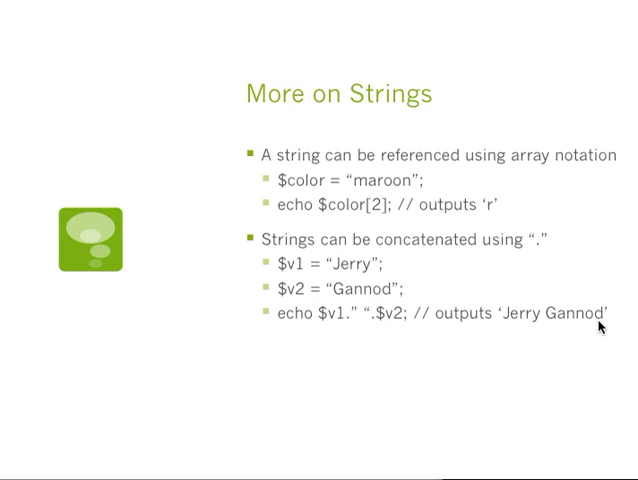 More on Strings
A string can be referenced using array notation
$color = “maroon”;
echo $color[2]; // outputs ‘r’
Strings can be concatenated using “.”
$v1 = “Jerry”;
$v2 = “Gannod”;
echo $v1.” “.$v2; // outputs ‘Jerry Gannod’